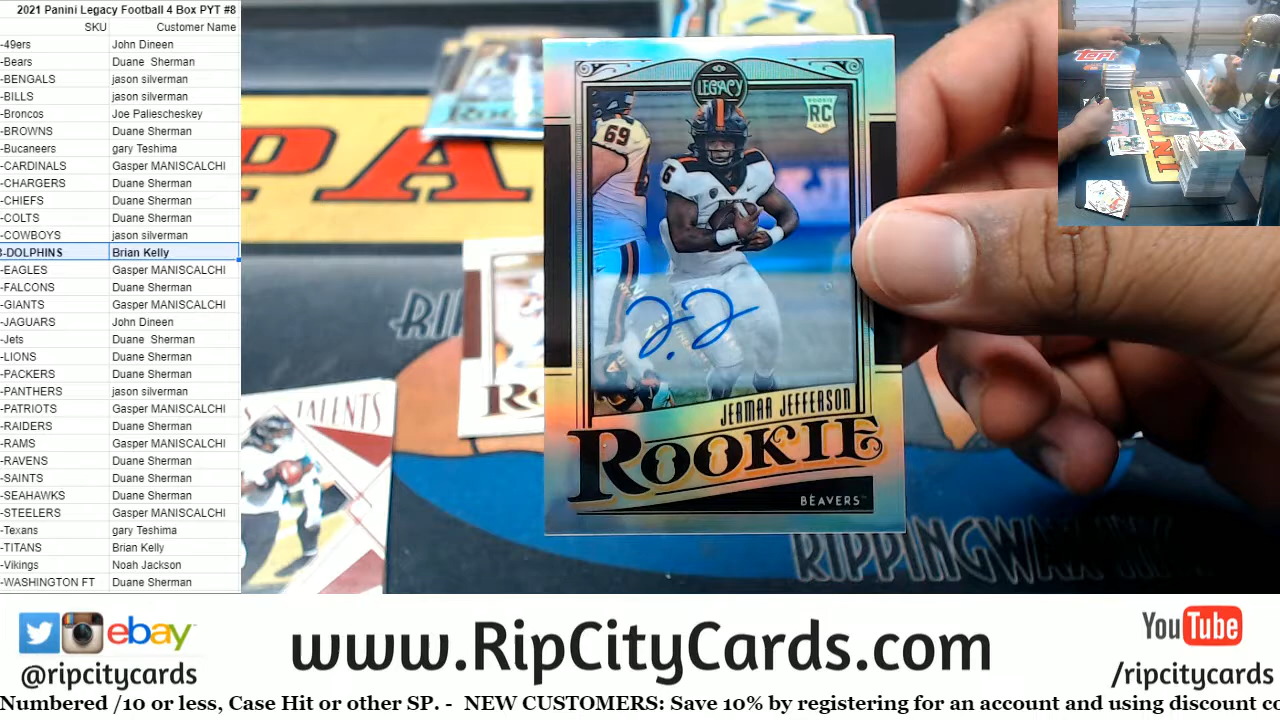 2021 Panini Legacy Football 4 Box PYT #8
SKU Customer Name
-49ers John Dineen
-Bears Duane Sherman
-BENGALS jason silverman
-BILLS jason silverman
-Broncos Joe Paliescheskey
-BROWNS Duane Sherman
-Bucaneers gary Teshima
-CARDINALS Gasper MANISCALCHI
-CHARGERS Duane Sherman
-CHIEFS Duane Sherman
-COLTS Duane Sherman
-COWBOYS jason silverman
-DOLPHINS Brian Kelly
-EAGLES Gasper MANISCALCHI
-FALCONS Duane Sherman
-GIANTS Gasper MANISCALCHI
-JAGUARS John Dineen
-Jets Duane Sherman
-LIONS Duane Sherman
-PACKERS Duane Sherman
-PANTHERS jason silverman
-PATRIOTS Gasper MANISCALCHI
-RAIDERS Duane Sherman
-RAMS Gasper MANISCALCHI
-RAVENS Duane Sherman
-SAINTS Duane Sherman
-SEAHAWKS Duane Sherman
-STEELERS Gasper MANISCALCHI
-Texans gary Teshima
-TITANS Brian Kelly
-Vikings Noah Jackson
-WASHINGTON FT Duane Sherman
LEGACY
ROOKIE
RC
CARD
69
6
JERMAR JEFFERSON
ROOKIE
BEAVERS
TALENTS
RIPPINGWAX
Topps
PANINI
ebay
@ripcitycards
www.RipCityCards.com
YouTube
/ripcitycards
Numbered /10 or less, Case Hit or other SP. - NEW CUSTOMERS: Save 10% by registering for an account and using discount co